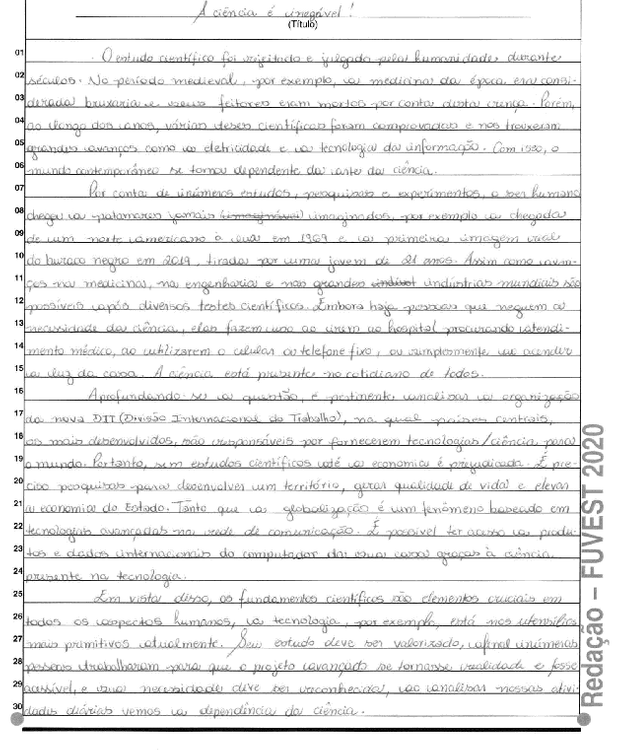 A ciência é inegável!
(Título)
01 O estudo científico foi rejeitado e julgado pelas humanidades durante
02 séculos. No período medieval, por exemplo, a medicina da época era consi-
03 derada bruxaria e seus feitores eram mortos por conta desta crença. Porém,
04 ao longo dos anos, várias teses científicas foram comprovadas e nos trouxeram
05 grandes avanços como a eletricidade e a tecnologia da informação. Com isso, o
06 mundo contemporâneo se tornou dependente da arte da ciência.
07 Por conta de inúmeros estudos, pesquisas e experimentos, o ser humano
08 chegou a patamares jamais imaginados, por exemplo a chegada
09 de um norte americano à lua em 1969 e a primeira imagem real
10 do buraco negro em 2019, tirada por uma jovem de 21 anos. Assim como avan-
11 ços na medicina, na engenharia e nas grandes indústrias mundiais são
12 possíveis após diversos testes científicos. Embora haja pessoas que neguem a
13 necessidade da ciência, elas fazem uso ao irem ao hospital procurando atendi-
14 mento médico, ao utilizarem o celular ou telefone fixo, ou simplesmente ao acender
15 a luz da casa. A ciência está presente no cotidiano de todos.
16 Aprofundando-se a questão, é pertinente analisar a organização
17 da nova DIT (Divisão Internacional do Trabalho), na qual países centrais,
18 os mais desenvolvidos, são responsáveis por fornecerem tecnologias/ciência para
19 o mundo. Portanto, sem estudos científicos até a economia é prejudicada. É pre-
20 ciso pesquisas para desenvolver um território, gerar qualidade de vida e elevar
21 a economia do Estado. Tanto que a globalização é um fenômeno baseado em
22 tecnologias avançadas na rede de comunicação. É possível ter acesso a produ-
23 tos e dados internacionais do computador da sua casa graças à ciência
24 presente na tecnologia.
25 Em vista disso, os fundamentos científicos são elementos cruciais em
26 todos os aspectos humanos, a tecnologia, por exemplo, está nos utensílios
27 mais primitivos atualmente. Seu estudo deve ser valorizado, afinal inúmeras
28 pessoas trabalharam para que o projeto avançado se tornasse realidade e fosse
29 acessível, e sua necessidade deve ser reconhecida, ao analisar nossas ativi-
30 dades diárias vemos a dependência da ciência.
Redação – FUVEST 2020